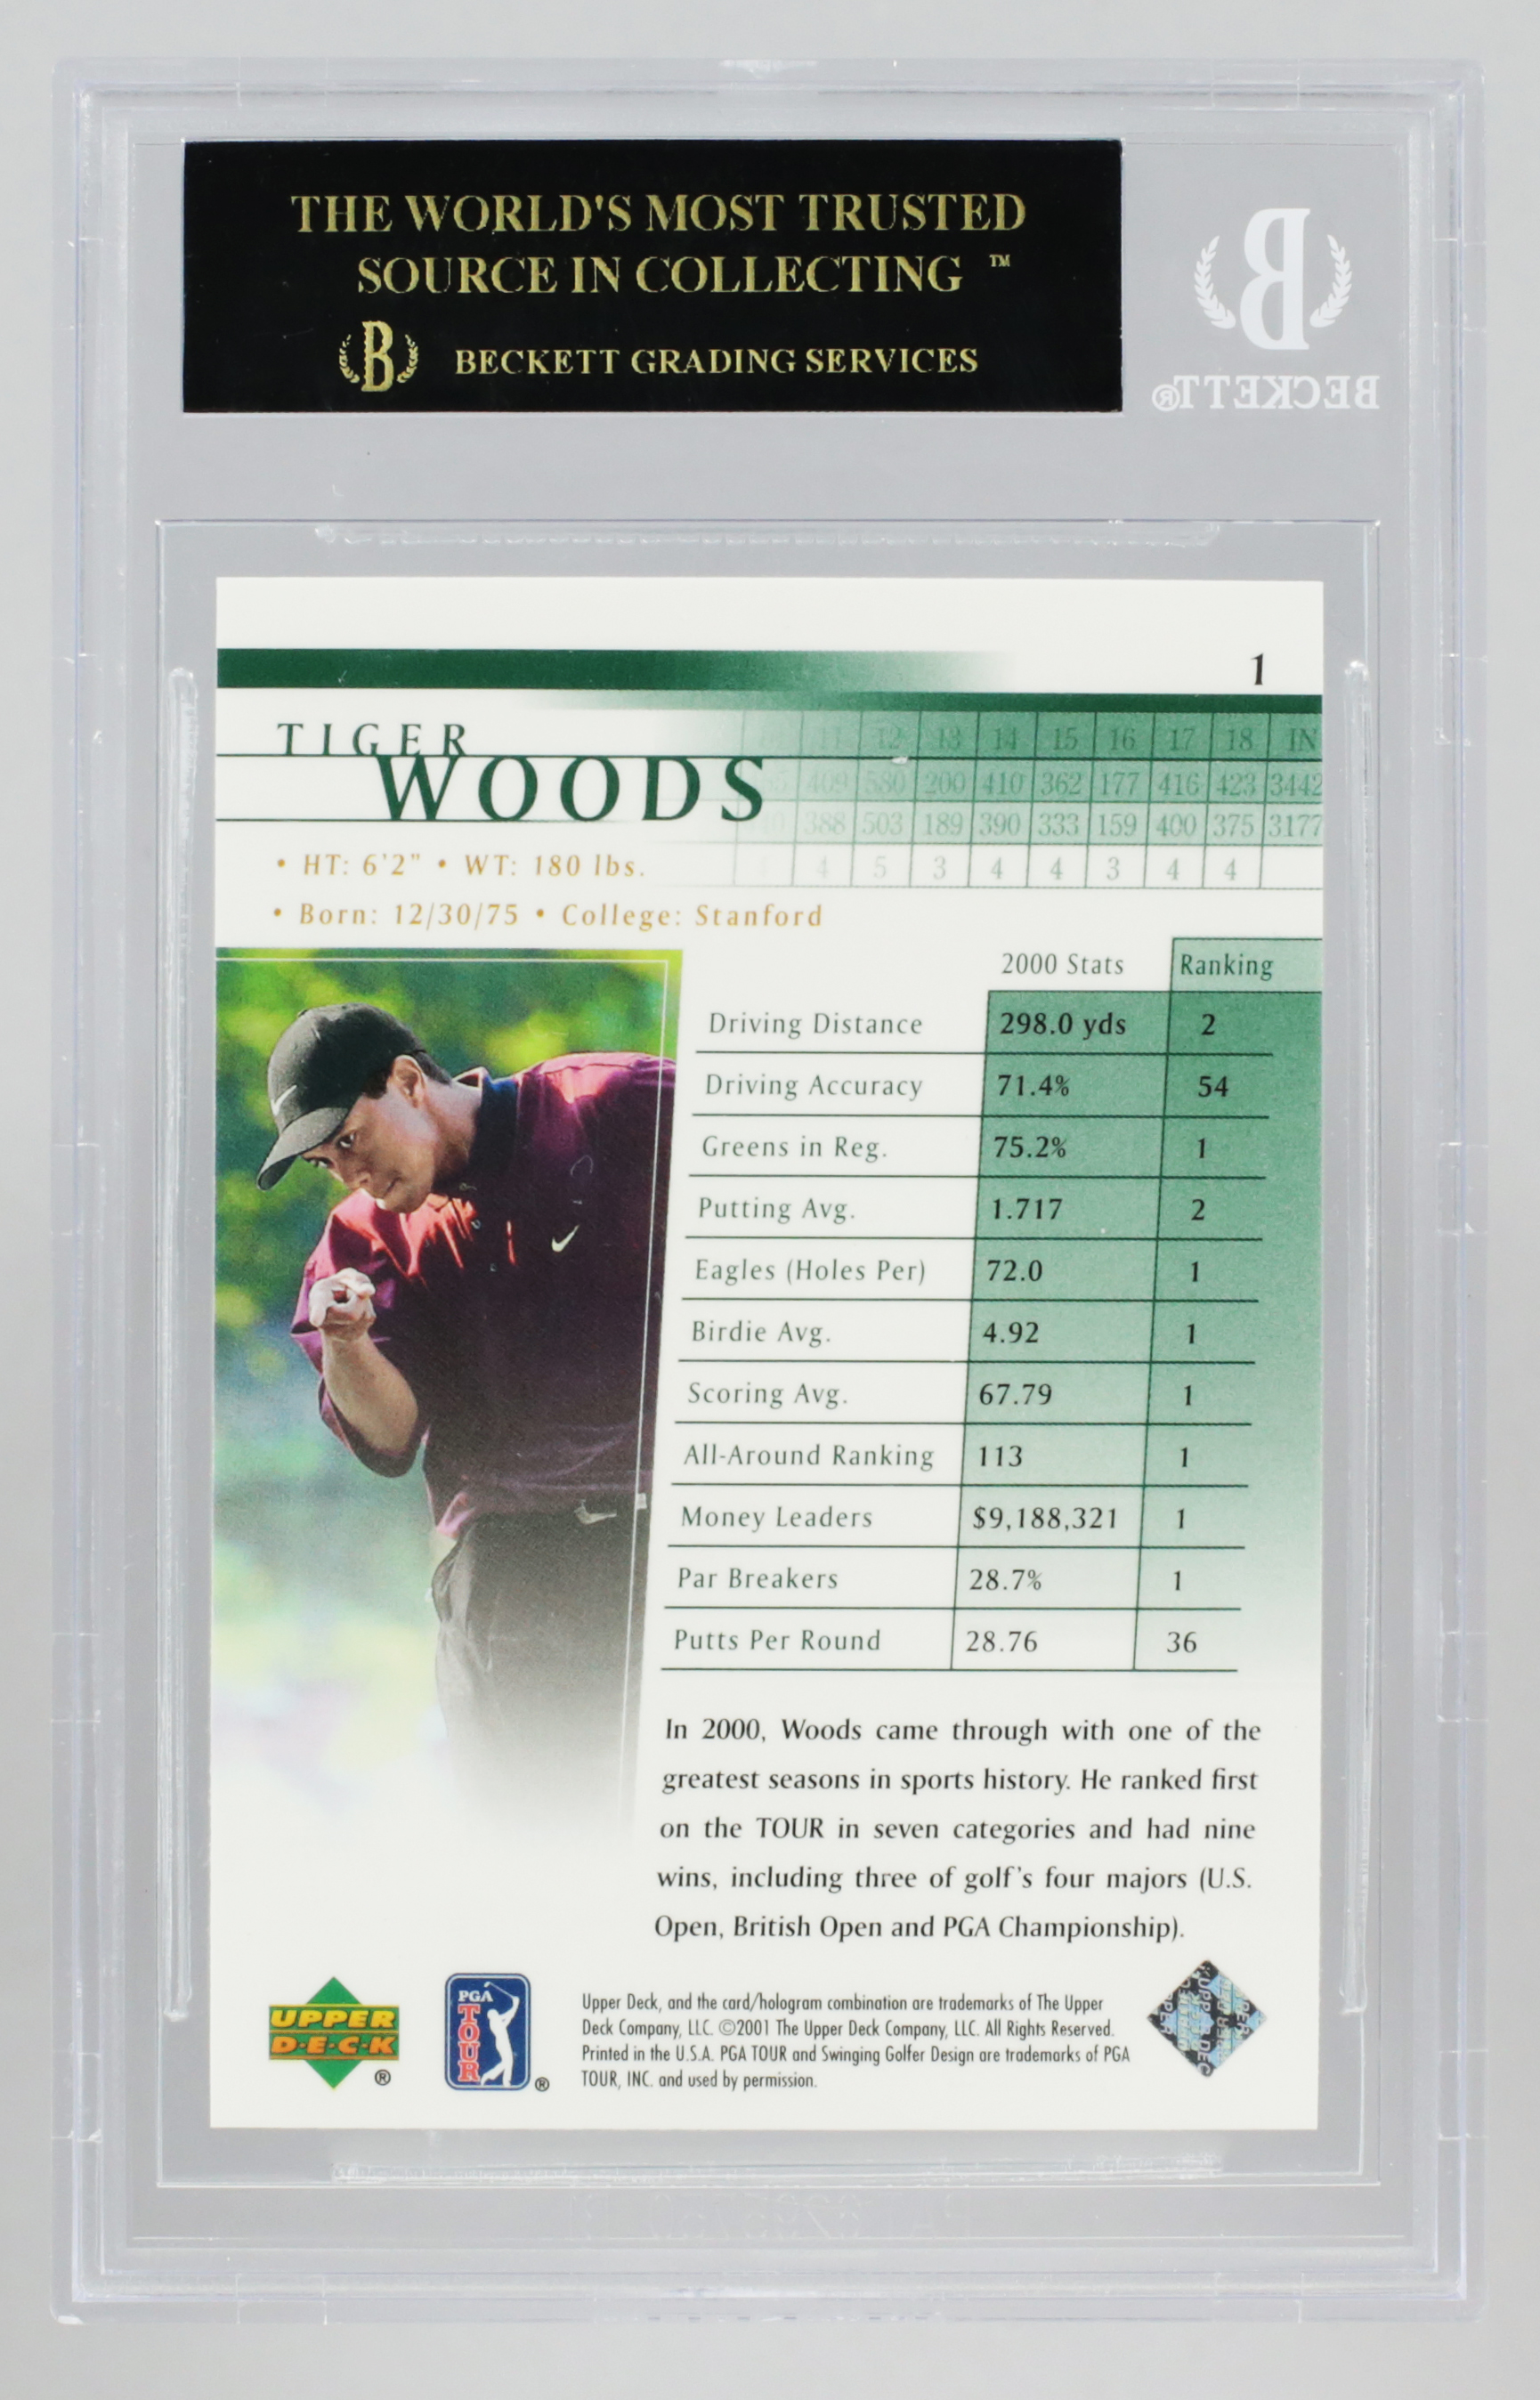 THE WORLD'S MOST TRUSTED
SOURCE IN COLLECTING ™
B BECKETT GRADING SERVICES
B
BECKETT®
1
TIGER
WOODS
11 12 13 14 15 16 17 18 IN
409 580 200 410 362 177 416 423 3442
388 503 189 390 333 159 400 375 3177
4 5 3 4 4 3 4 4
• HT: 6'2" • WT: 180 lbs.
• Born: 12/30/75 • College: Stanford
2000 Stats Ranking
Driving Distance 298.0 yds 2
Driving Accuracy 71.4% 54
Greens in Reg. 75.2% 1
Putting Avg. 1.717 2
Eagles (Holes Per) 72.0 1
Birdie Avg. 4.92 1
Scoring Avg. 67.79 1
All-Around Ranking 113 1
Money Leaders $9,188,321 1
Par Breakers 28.7% 1
Putts Per Round 28.76 36
In 2000, Woods came through with one of the
greatest seasons in sports history. He ranked first
on the TOUR in seven categories and had nine
wins, including three of golf's four majors (U.S.
Open, British Open and PGA Championship).
UPPER
D•E•C•K
®
PGA
TOUR
®
Upper Deck, and the card/hologram combination are trademarks of The Upper
Deck Company, LLC. ©2001 The Upper Deck Company, LLC. All Rights Reserved.
Printed in the U.S.A. PGA TOUR and Swinging Golfer Design are trademarks of PGA
TOUR, INC. and used by permission.